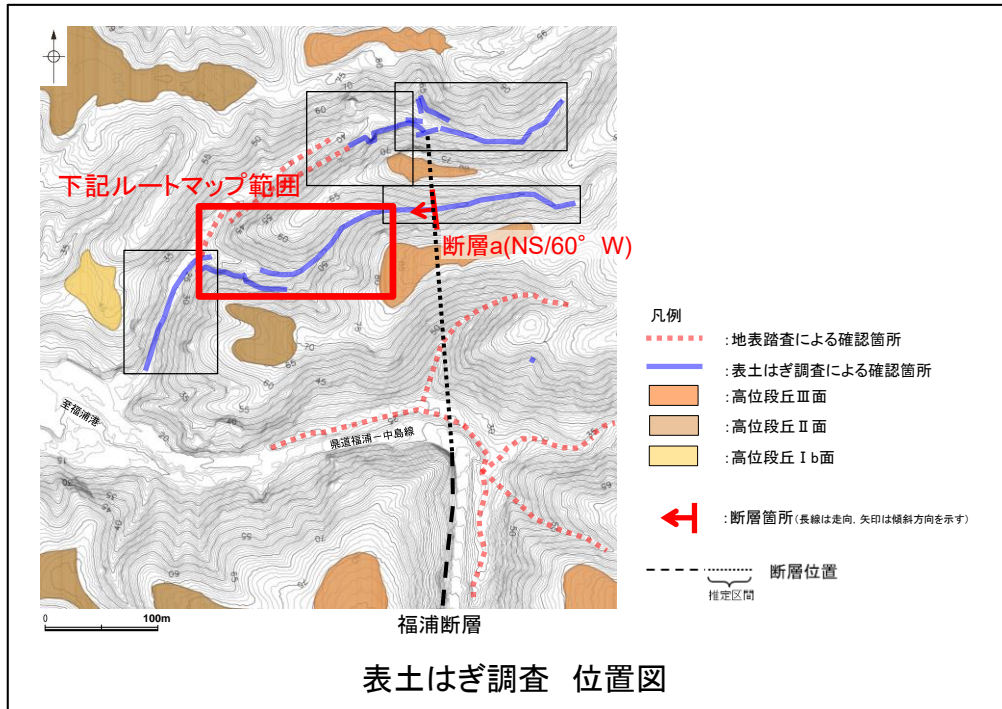 下記ルートマップ範囲
断層a(NS/60°W)
至福浦港
県道福浦－中島線
0
100m
福浦断層
凡例
:地表踏査による確認箇所
:表土はぎ調査による確認箇所
:高位段丘Ⅲ面
:高位段丘Ⅱ面
:高位段丘Ⅰb面
:断層箇所(長線は走向,矢印は傾斜方向を示す)
断層位置
推定区間
表土はぎ調査 位置図